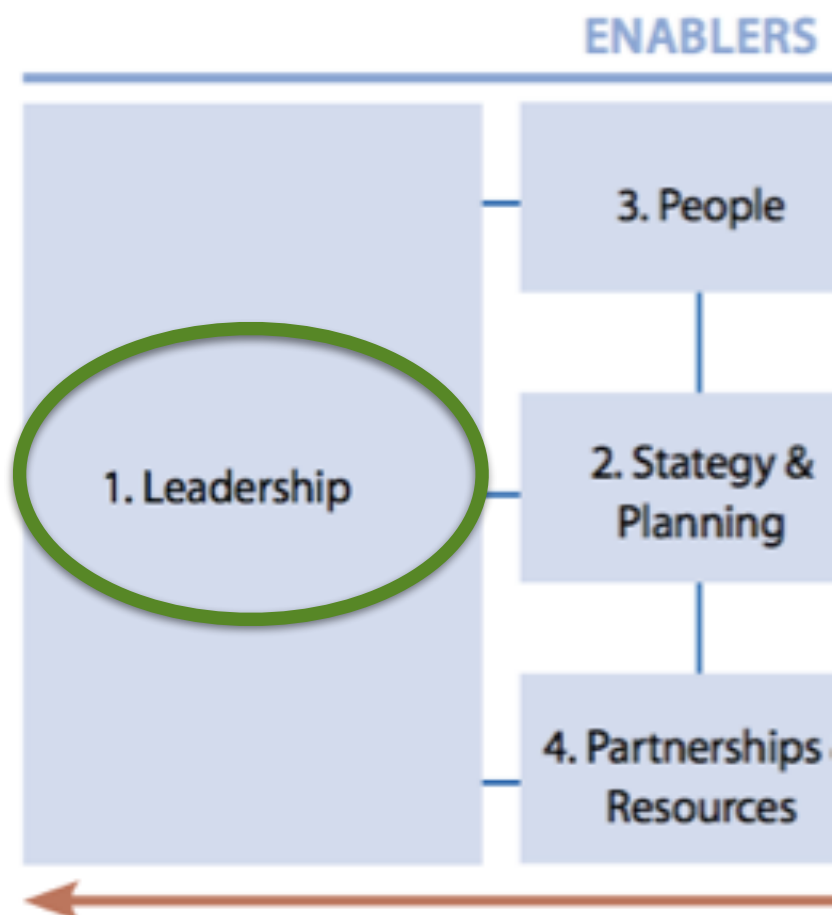 ENABLERS
3. People
1. Leadership
2. Stategy &
Planning
4. Partnerships
Resources